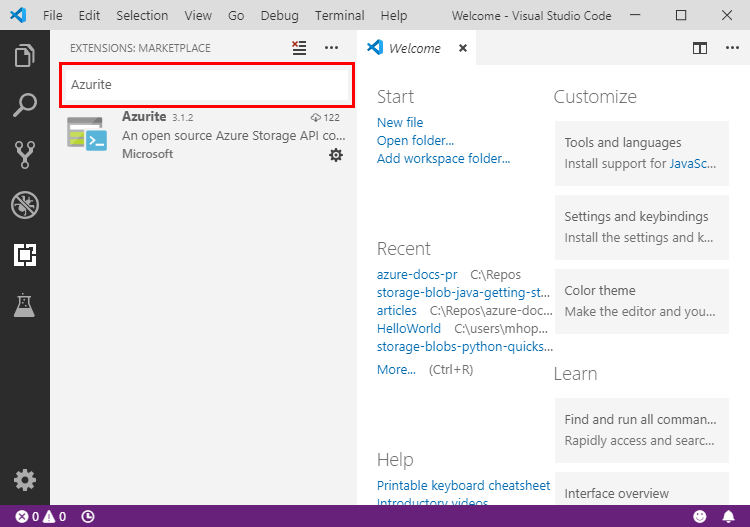 File Edit Selection View Go Debug Terminal Help Welcome - Visual Studio Code
EXTENSIONS: MARKETPLACE
Azurite
Azurite 3.1.2 122
An open source Azure Storage API co...
Microsoft
Welcome
Start
New file
Open folder...
Add workspace folder...
Recent
azure-docs-pr C:\Repos
storage-blob-java-getting-st...
articles C:\Repos\azure-doc...
HelloWorld C:\users\mhop...
storage-blobs-python-quicks...
More... (Ctrl+R)
Help
Printable keyboard cheatsheet
Introductory videos
Customize
Tools and languages
Install support for JavaSc...
Settings and keybindings
Install the settings and k...
Color theme
Make the editor and you...
Learn
Find and run all comman...
Rapidly access and searc...
Interface overview
0 0